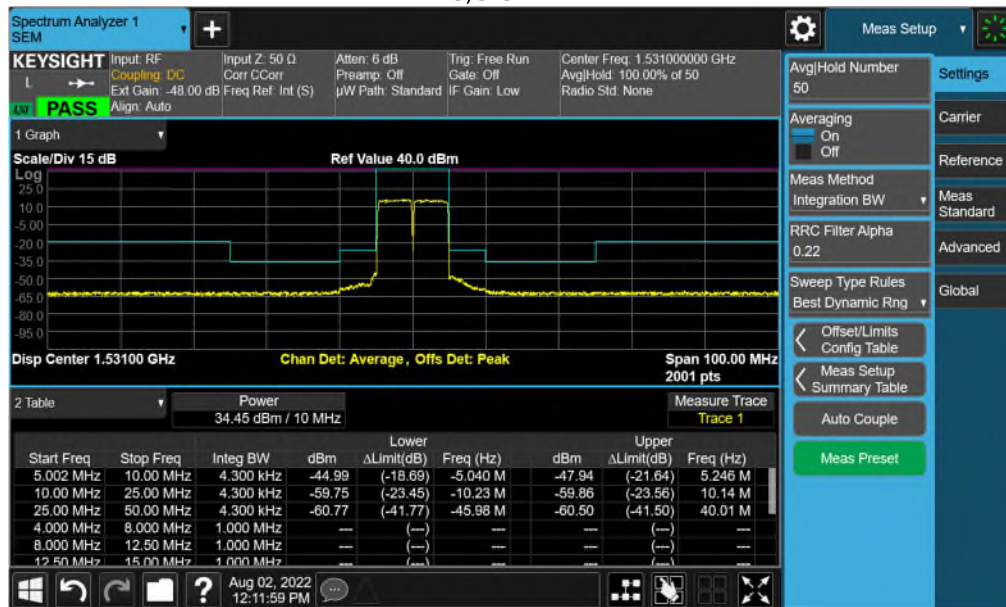 Spectrum Analyzer 1
SEM
+
Meas Setup
KEYSIGHT
L
LXI
PASS
Input: RF
Coupling: DC
Ext Gain: -48.00 dB
Align: Auto
Input Z: 50 Ω
Corr CCorr
Freq Ref: Int (S)
Atten: 6 dB
Preamp: Off
µW Path: Standard
Trig: Free Run
Gate: Off
IF Gain: Low
Center Freq: 1.531000000 GHz
Avg|Hold: 100.00% of 50
Radio Std: None
1 Graph
Scale/Div 15 dB
Ref Value 40.0 dBm
Log
25.0
10.0
-5.00
-20.0
-35.0
-50.0
-65.0
-80.0
-95.0
Disp Center 1.53100 GHz
Chan Det: Average, Offs Det: Peak
Span 100.00 MHz
2001 pts
2 Table
Power
34.45 dBm / 10 MHz
Measure Trace
Trace 1
Lower Upper
Start Freq Stop Freq Integ BW dBm ΔLimit(dB) Freq (Hz) dBm ΔLimit(dB) Freq (Hz)
5.002 MHz 10.00 MHz 4.300 kHz -44.99 (-18.69) -5.040 M -47.94 (-21.64) 5.246 M
10.00 MHz 25.00 MHz 4.300 kHz -59.75 (-23.45) -10.23 M -59.86 (-23.56) 10.14 M
25.00 MHz 50.00 MHz 4.300 kHz -60.77 (-41.77) -45.98 M -60.50 (-41.50) 40.01 M
4.000 MHz 8.000 MHz 1.000 MHz --- (---) --- --- (---) ---
8.000 MHz 12.50 MHz 1.000 MHz --- (---) --- --- (---) ---
12.50 MHz 15.00 MHz 1.000 MHz --- (---) --- --- (---) ---
?
Aug 02, 2022
12:11:59 PM
Avg|Hold Number
50
Averaging
On
Off
Meas Method
Integration BW
RRC Filter Alpha
0.22
Sweep Type Rules
Best Dynamic Rng
Offset/Limits
Config Table
Meas Setup
Summary Table
Auto Couple
Meas Preset
Settings
Carrier
Reference
Meas
Standard
Advanced
Global